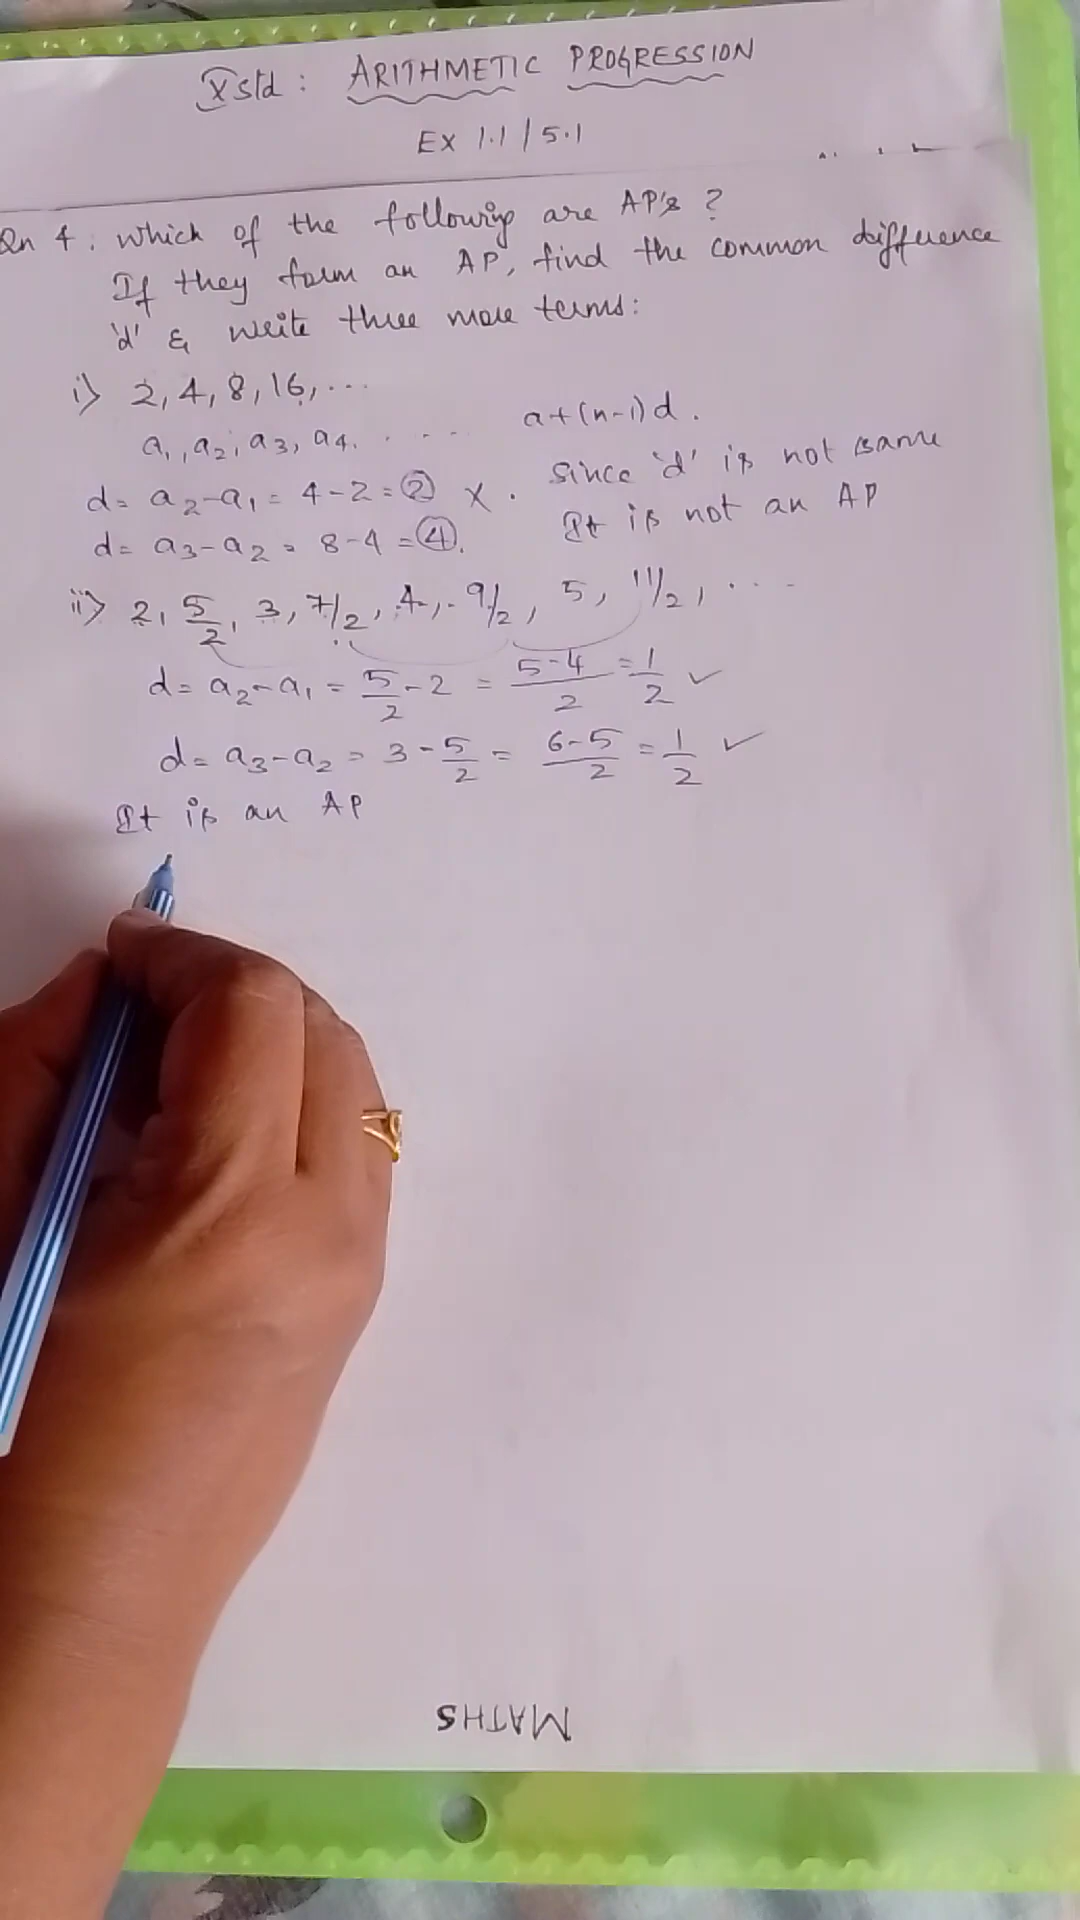 X std : ARITHMETIC PROGRESSION
Ex 1.1 / 5.1
Qn 4. Which of the following are AP's ?
If they form an AP, find the common difference
'd' & write three more terms:
i) 2, 4, 8, 16, ...
a1, a2, a3, a4. . - - -
a+(n-1)d.
d= a2-a1 = 4-2 = 2 X .
since 'd' is not same
d= a3-a2 = 8-4 = 4.
It is not an AP
ii) 2, 5/2, 3, 7/2, 4, 9/2, 5, 11/2, ....
d= a2-a1 = 5/2 - 2 = 5-4/2 = 1/2 ✓
d= a3-a2 = 3 - 5/2 = 6-5/2 = 1/2 ✓
It is an AP
MATHS